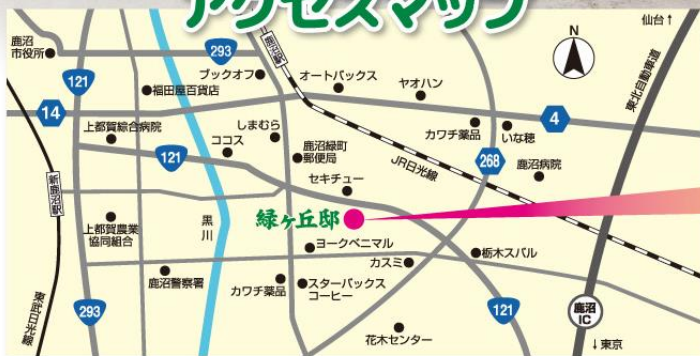 アクセスマップ
仙台↑
鹿沼
市役所
293
鹿沼駅
N
東北自動車道
121
ブックオフ
オートバックス
ヤオハン
福田屋百貨店
14
4
上都賀綜合病院
しまむら
カワチ薬品
いな穂
ココス
鹿沼緑町
郵便局
121
JR日光線
268
鹿沼病院
セキチュー
新鹿沼駅
上都賀農業
協同組合
黒川
緑ヶ丘邸
ヨークベニマル
カスミ
栃木スバル
鹿沼警察署
カワチ薬品
スターバックス
コーヒー
293
121
鹿沼
IC
東武日光線
花木センター
↓東京